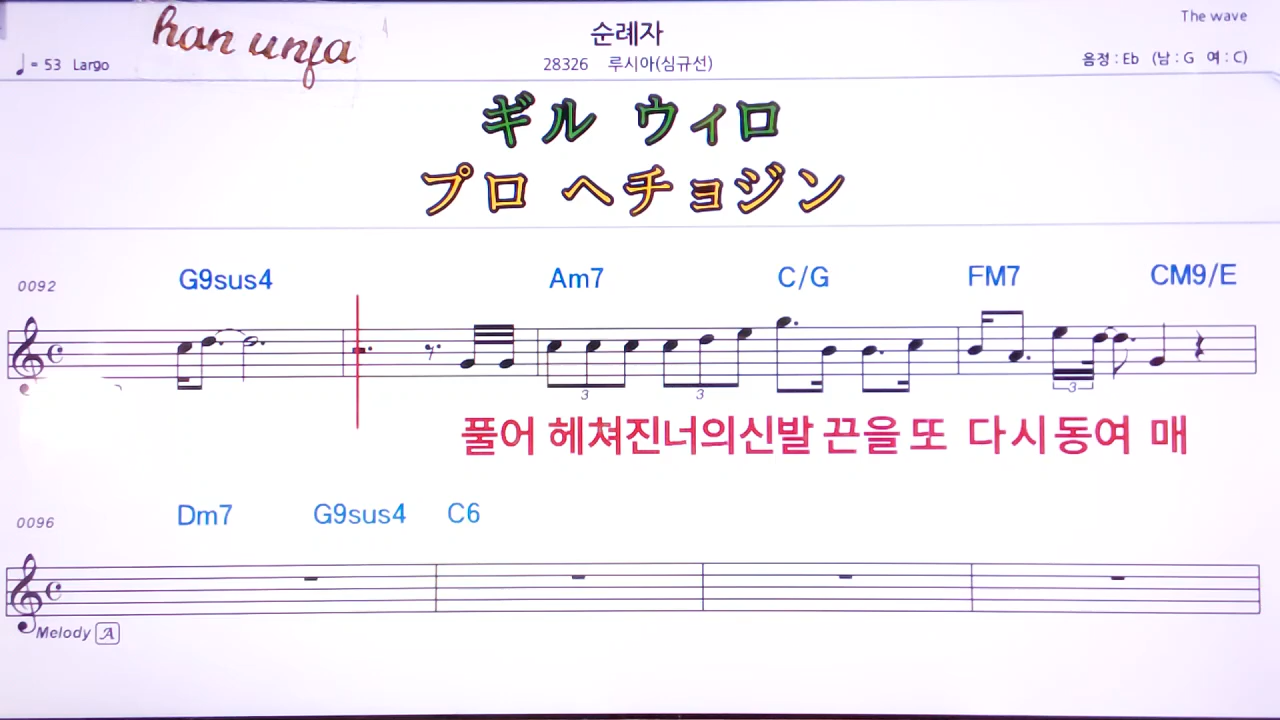 han unfa
순례자
The wave
♩= 53 Largo
28326 루시아(심규선)
음정 : Eb (남 : G 여 : C)
ギル ウィロ
プロ ヘチョジン
0092 G9sus4 Am7 C/G FM7 CM9/E
3 3 3
풀어 헤쳐진너의신발 끈을 또 다시동여 매
0096 Dm7 G9sus4 C6
Melody A